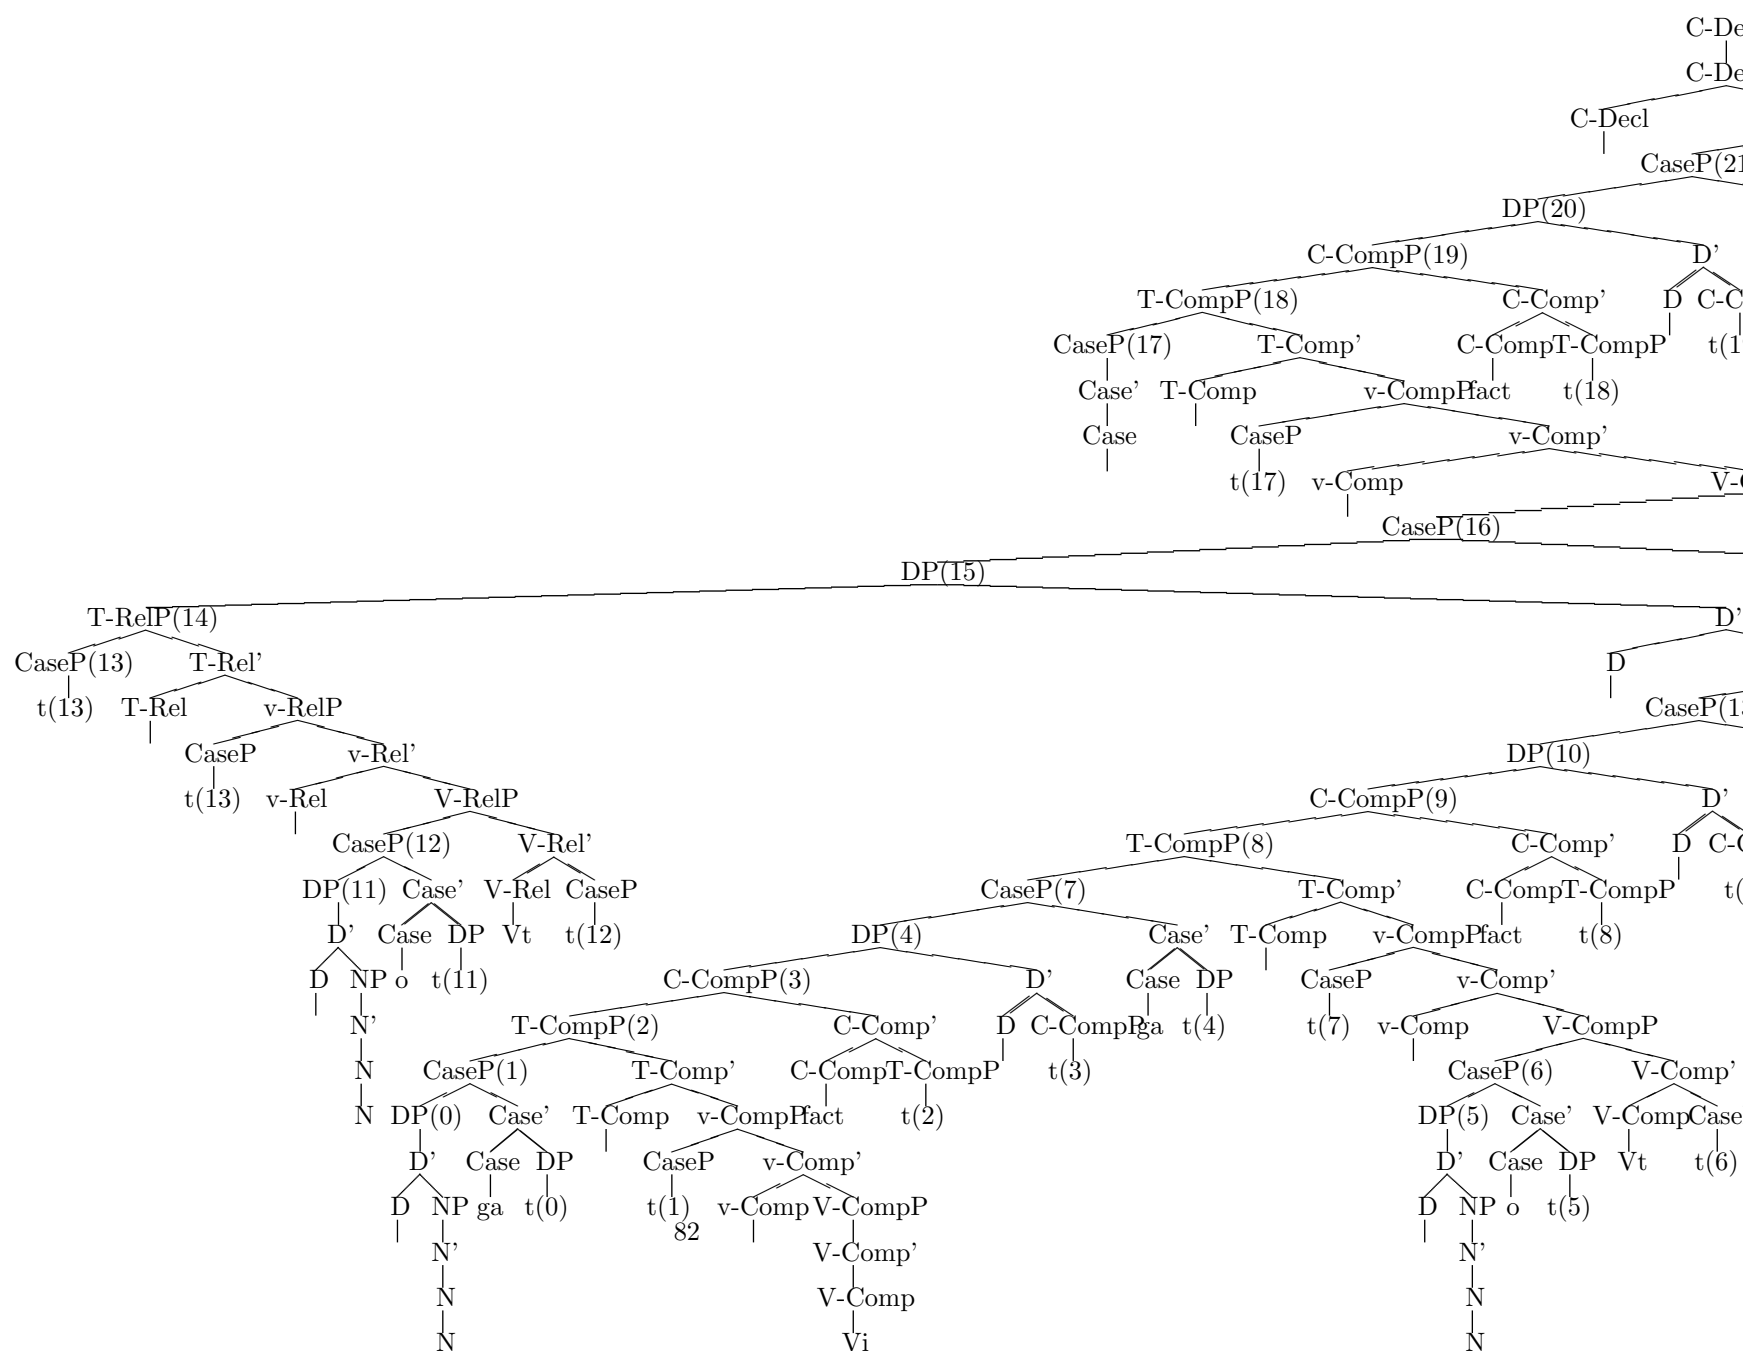 C-De
C-De
C-Decl
CaseP(21
DP(20)
C-CompP(19) D'
T-CompP(18) C-Comp' D C-C
CaseP(17) T-Comp' C-Comp T-CompP t(1
Case' T-Comp v-CompP fact t(18)
Case CaseP v-Comp'
t(17) v-Comp V-C
CaseP(16)
DP(15)
T-RelP(14) D'
CaseP(13) T-Rel' D
t(13) T-Rel v-RelP CaseP(13
CaseP v-Rel' DP(10)
t(13) v-Rel V-RelP C-CompP(9) D'
CaseP(12) V-Rel' T-CompP(8) C-Comp' D C-C
DP(11) Case' V-Rel CaseP CaseP(7) T-Comp' C-Comp T-CompP t(
D' Case DP Vt t(12) DP(4) Case' T-Comp v-CompP fact t(8)
D NP o t(11) C-CompP(3) D' Case DP CaseP v-Comp'
N' T-CompP(2) C-Comp' D C-CompP ga t(4) t(7) v-Comp V-CompP
N CaseP(1) T-Comp' C-Comp T-CompP t(3) CaseP(6) V-Comp'
N DP(0) Case' T-Comp v-CompP fact t(2) DP(5) Case' V-Comp Case
D' Case DP CaseP v-Comp' D' Case DP Vt t(6)
D NP ga t(0) t(1) v-Comp V-CompP D NP o t(5)
82
N' V-Comp' N'
N V-Comp N
N Vi N